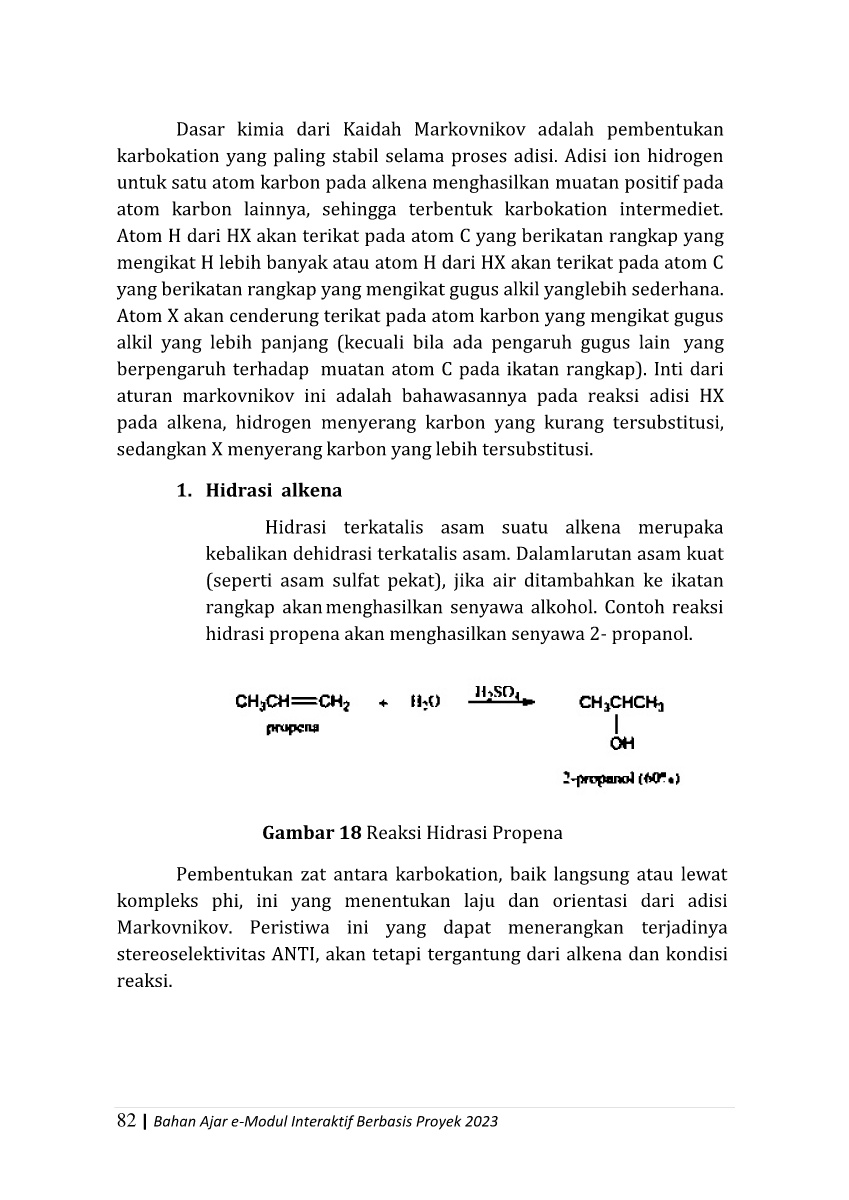 Dasar kimia dari Kaidah Markovnikov adalah pembentukan
karbokation yang paling stabil selama proses adisi. Adisi ion hidrogen
untuk satu atom karbon pada alkena menghasilkan muatan positif pada
atom karbon lainnya, sehingga terbentuk karbokation intermediet.
Atom H dari HX akan terikat pada atom C yang berikatan rangkap yang
mengikat H lebih banyak atau atom H dari HX akan terikat pada atom C
yang berikatan rangkap yang mengikat gugus alkil yanglebih sederhana.
Atom X akan cenderung terikat pada atom karbon yang mengikat gugus
alkil yang lebih panjang (kecuali bila ada pengaruh gugus lain yang
berpengaruh terhadap muatan atom C pada ikatan rangkap). Inti dari
aturan markovnikov ini adalah bahawasannya pada reaksi adisi HX
pada alkena, hidrogen menyerang karbon yang kurang tersubstitusi,
sedangkan X menyerang karbon yang lebih tersubstitusi.
1. Hidrasi alkena
Hidrasi terkatalis asam suatu alkena merupaka
kebalikan dehidrasi terkatalis asam. Dalamlarutan asam kuat
(seperti asam sulfat pekat), jika air ditambahkan ke ikatan
rangkap akan menghasilkan senyawa alkohol. Contoh reaksi
hidrasi propena akan menghasilkan senyawa 2- propanol.
CH₃CH=CH₂ + H₂O H₂SO₄ CH₃CHCH₃
propena
OH
2-propanol (60%)
Gambar 18 Reaksi Hidrasi Propena
Pembentukan zat antara karbokation, baik langsung atau lewat
kompleks phi, ini yang menentukan laju dan orientasi dari adisi
Markovnikov. Peristiwa ini yang dapat menerangkan terjadinya
stereoselektivitas ANTI, akan tetapi tergantung dari alkena dan kondisi
reaksi.
82 | Bahan Ajar e-Modul Interaktif Berbasis Proyek 2023